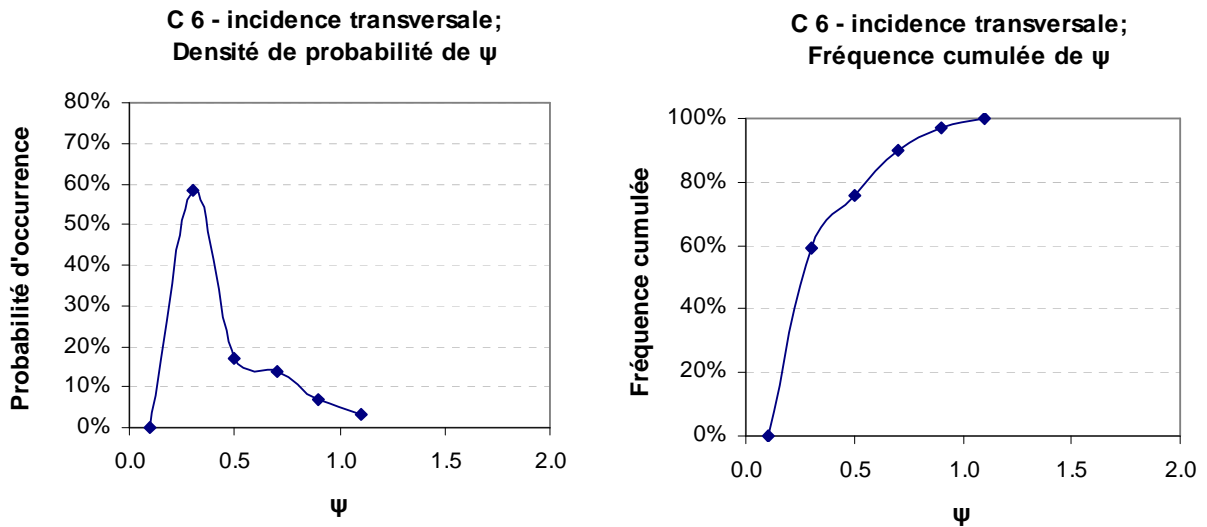 C 6 - incidence transversale;
Densité de probabilité de ψ
80%
70%
60%
50%
40%
30%
20%
10%
0%
Probabilité d'occurrence
0.0 0.5 1.0 1.5 2.0
ψ
C 6 - incidence transversale;
Fréquence cumulée de ψ
100%
80%
60%
40%
20%
0%
Fréquence cumulée
0.0 0.5 1.0 1.5 2.0
ψ